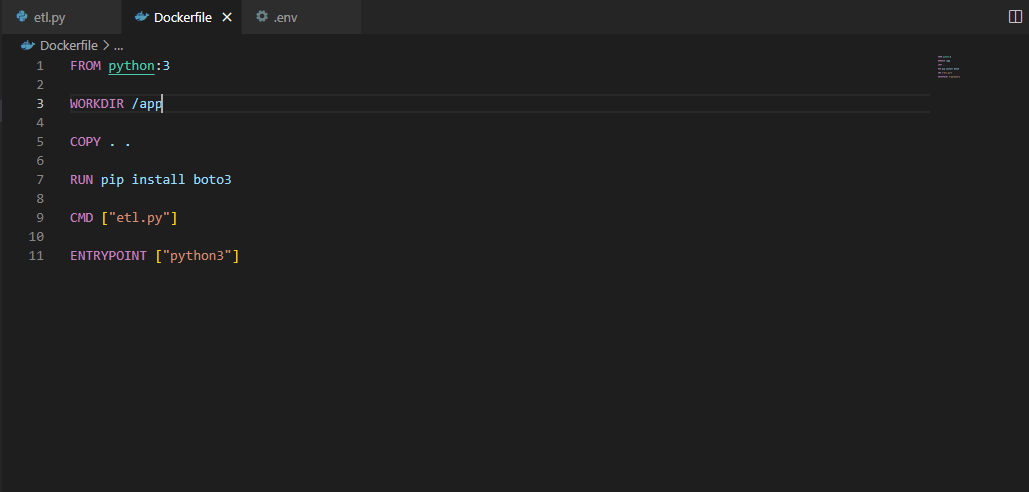 etl.py Dockerfile .env
Dockerfile > ...
1 FROM python:3
2
3 WORKDIR /app
4
5 COPY . .
6
7 RUN pip install boto3
8
9 CMD ["etl.py"]
10
11 ENTRYPOINT ["python3"]